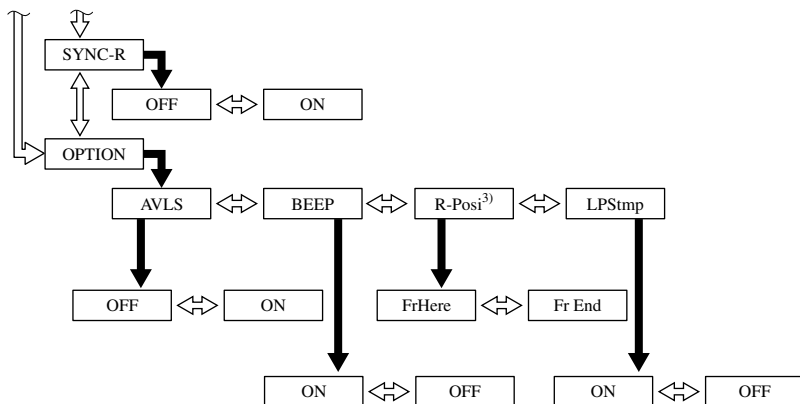 SYNC-R
OFF ON
OPTION
AVLS BEEP R-Posi3) LPStmp
OFF ON FrHere Fr End
ON OFF ON OFF